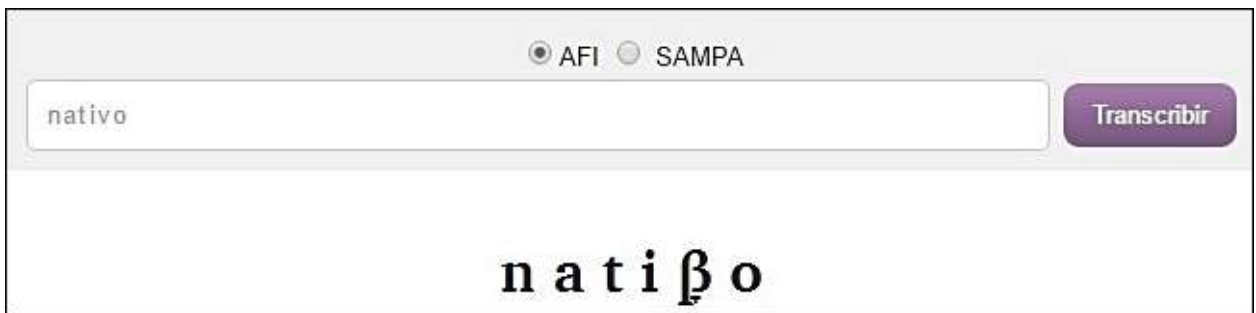 AFI SAMPA
nativo Transcribir
n a t i β̞ o